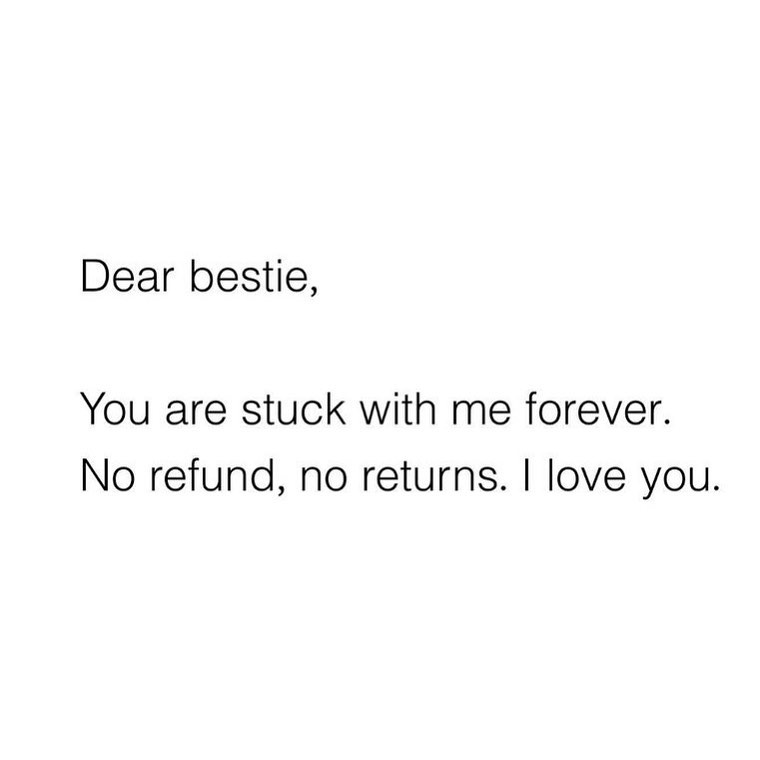 Dear bestie,
You are stuck with me forever.
No refund, no returns. I love you.